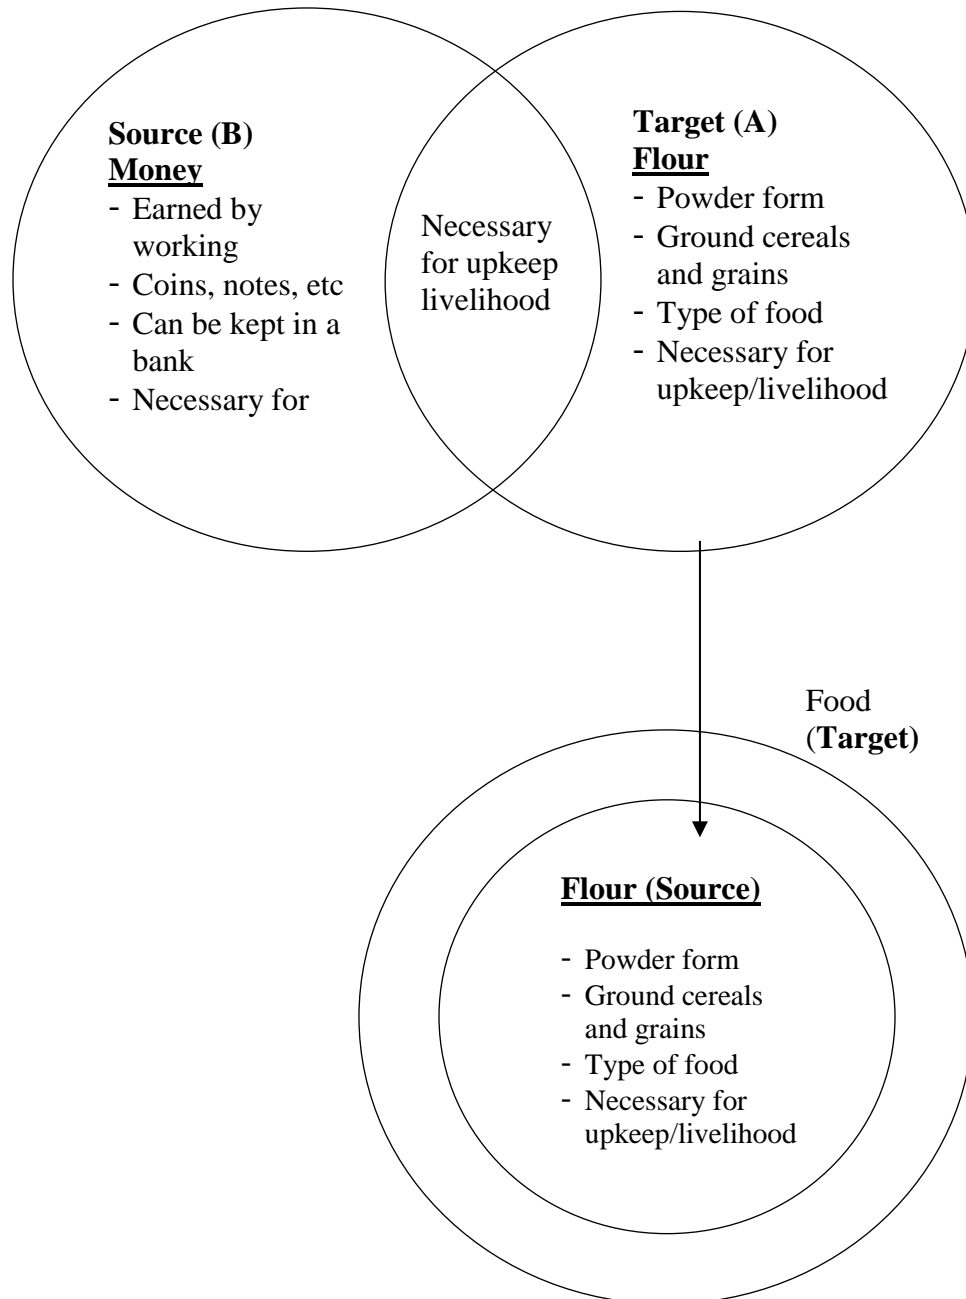 Source (B)
Money
- Earned by
working
- Coins, notes, etc
- Can be kept in a
bank
- Necessary for
Necessary
for upkeep
livelihood
Target (A)
Flour
- Powder form
- Ground cereals
and grains
- Type of food
- Necessary for
upkeep/livelihood
Food
(Target)
Flour (Source)
- Powder form
- Ground cereals
and grains
- Type of food
- Necessary for
upkeep/livelihood